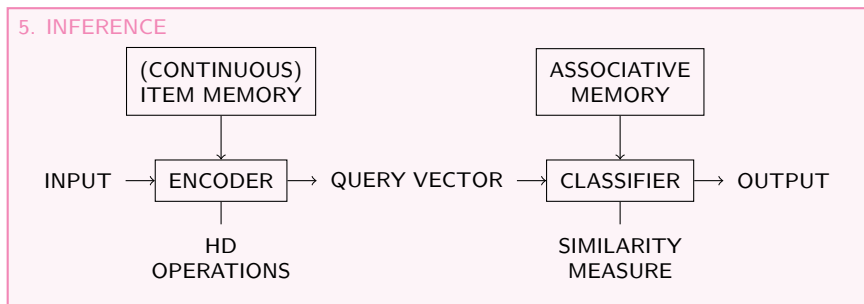 5. INFERENCE
(CONTINUOUS)
ITEM MEMORY
ASSOCIATIVE
MEMORY
INPUT
ENCODER
QUERY VECTOR
CLASSIFIER
OUTPUT
HD
OPERATIONS
SIMILARITY
MEASURE